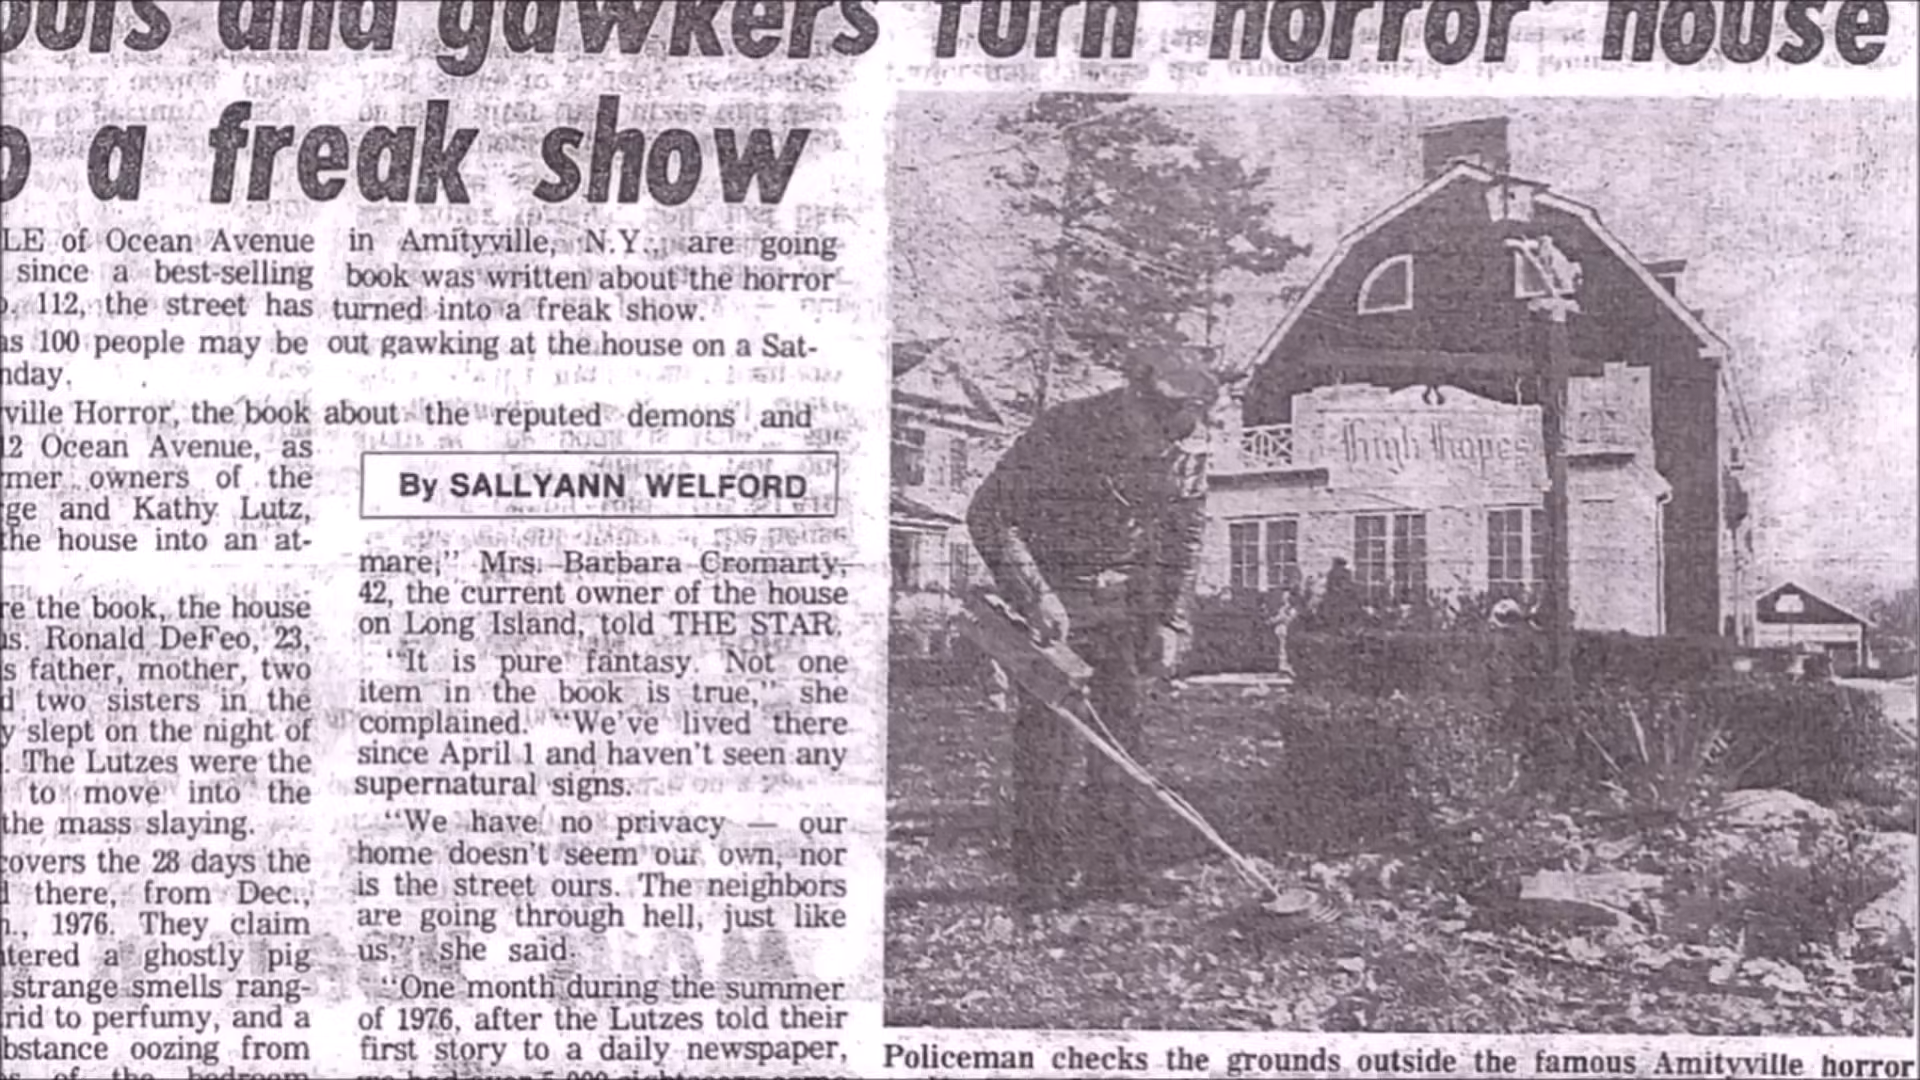 and gawkers turn 'horror' house
a freak show
LE of Ocean Avenue in Amityville, N.Y., are going
since a best-selling book was written about the horror
112, the street has turned into a freak show.
as 100 people may be out gawking at the house on a Sat-
nday.
ville Horror, the book about the reputed demons and
12 Ocean Avenue, as
mer owners of the
ge and Kathy Lutz,
the house into an at-
re the book, the house
s. Ronald DeFeo, 23,
s father, mother, two
d two sisters in the
y slept on the night of
. The Lutzes were the
to move into the
the mass slaying.
covers the 28 days the
d there, from Dec.,
n., 1976. They claim
tered a ghostly pig
strange smells rang-
rid to perfumy, and a
bstance oozing from
of the bedroom
By SALLYANN WELFORD
mare," Mrs. Barbara Cromarty,
42, the current owner of the house
on Long Island, told THE STAR.
"It is pure fantasy. Not one
item in the book is true," she
complained. "We've lived there
since April 1 and haven't seen any
supernatural signs.
"We have no privacy — our
home doesn't seem our own, nor
is the street ours. The neighbors
are going through hell, just like
us," she said.
"One month during the summer
of 1976, after the Lutzes told their
first story to a daily newspaper,
High Hopes
Policeman checks the grounds outside the famous Amityville horror